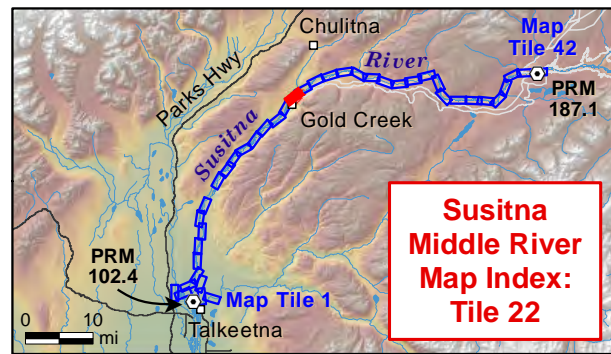 Chulitna
Map
Tile 42
River
Parks Hwy
PRM
187.1
Gold Creek
Susitna
Susitna
Middle River
Map Index:
Tile 22
PRM
102.4
Map Tile 1
0 10
mi
Talkeetna